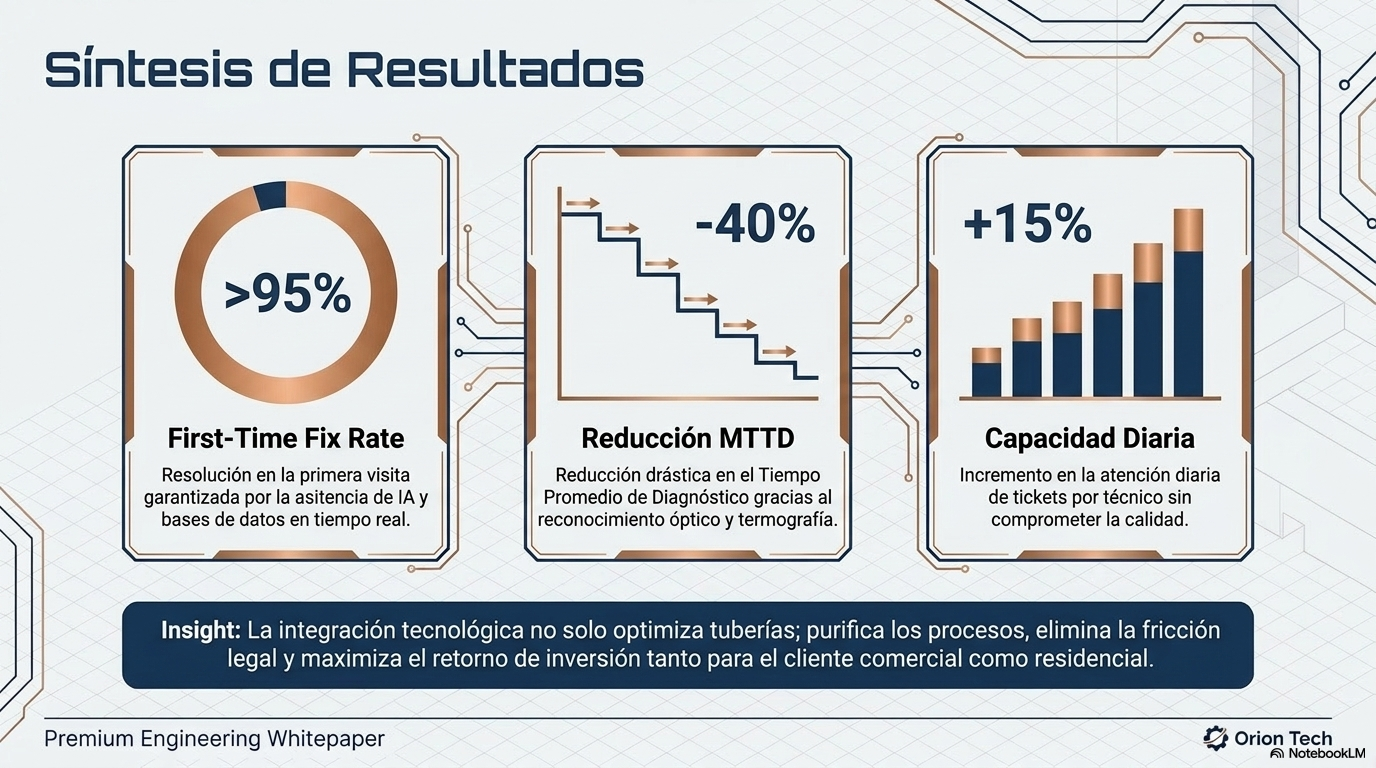 Síntesis de Resultados
>95%
First-Time Fix Rate
Resolución en la primera visita
garantizada por la asitencia de IA y
bases de datos en tiempo real.
-40%
Reducción MTTD
Reducción drástica en el Tiempo
Promedio de Diagnóstico gracias al
reconocimiento óptico y termografía.
+15%
Capacidad Diaria
Incremento en la atención diaria
de tickets por técnico sin
comprometer la calidad.
Insight: La integración tecnológica no solo optimiza tuberías; purifica los procesos, elimina la fricción
legal y maximiza el retorno de inversión tanto para el cliente comercial como residencial.
Premium Engineering Whitepaper
Orion Tech
NotebookLM